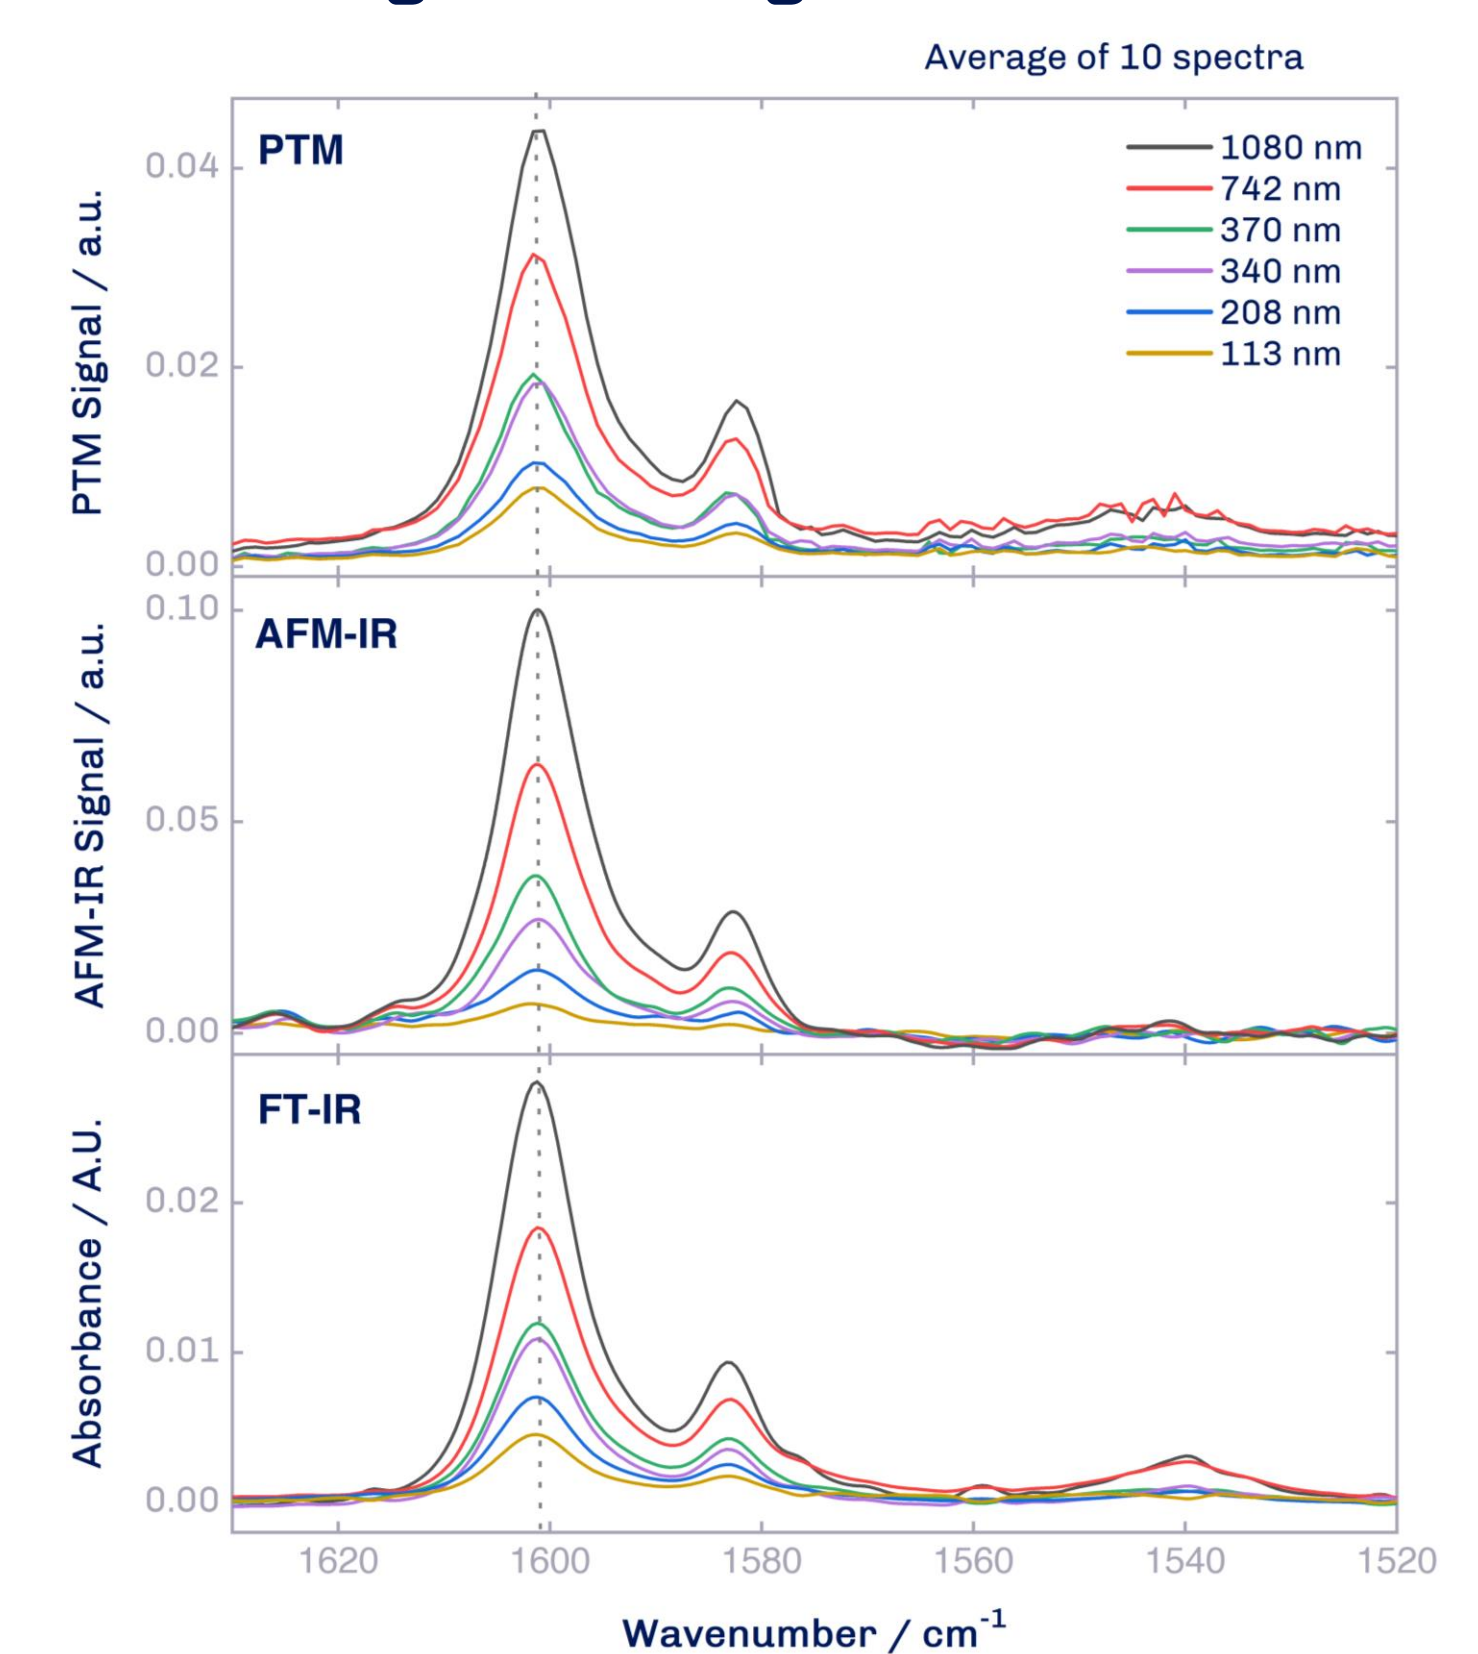 Average of 10 spectra
PTM
1080 nm
742 nm
370 nm
340 nm
208 nm
113 nm
PTM Signal / a.u.
0.04
0.02
0.00
AFM-IR
AFM-IR Signal / a.u.
0.10
0.05
0.00
FT-IR
Absorbance / A.U.
0.02
0.01
0.00
1620 1600 1580 1560 1540 1520
Wavenumber / cm⁻¹